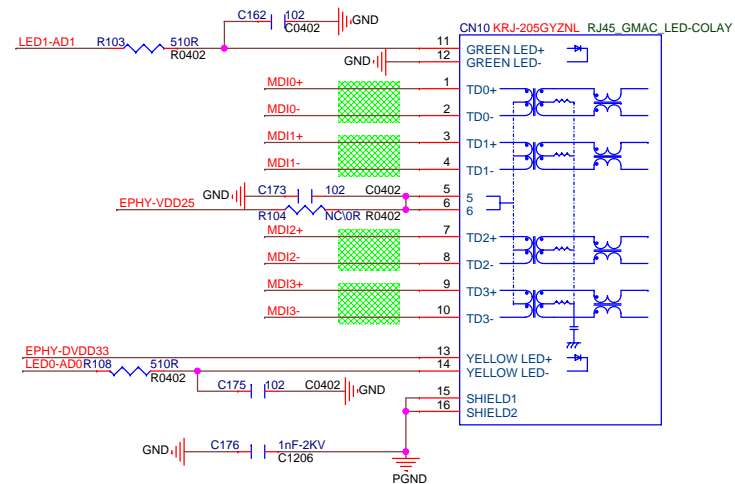 C162 102 GND
C0402
CN10 KRJ-205GYZNL RJ45_GMAC_LED-COLAY
LED1-AD1 R103 510R
R0402
11 GREEN LED+
GND 12 GREEN LED-
MDI0+ 1 TD0+
MDI0- 2 TD0-
MDI1+ 3 TD1+
MDI1- 4 TD1-
GND C173 102 C0402 5 5
EPHY-VDD25 6 6
R104 NC\0R R0402
MDI2+ 7 TD2+
MDI2- 8 TD2-
MDI3+ 9 TD3+
MDI3- 10 TD3-
EPHY-DVDD33 13 YELLOW LED+
LED0-AD0 R108 510R 14 YELLOW LED-
R0402
C175 102 C0402 GND
15 SHIELD1
16 SHIELD2
GND C176 1nF-2KV
C1206
PGND